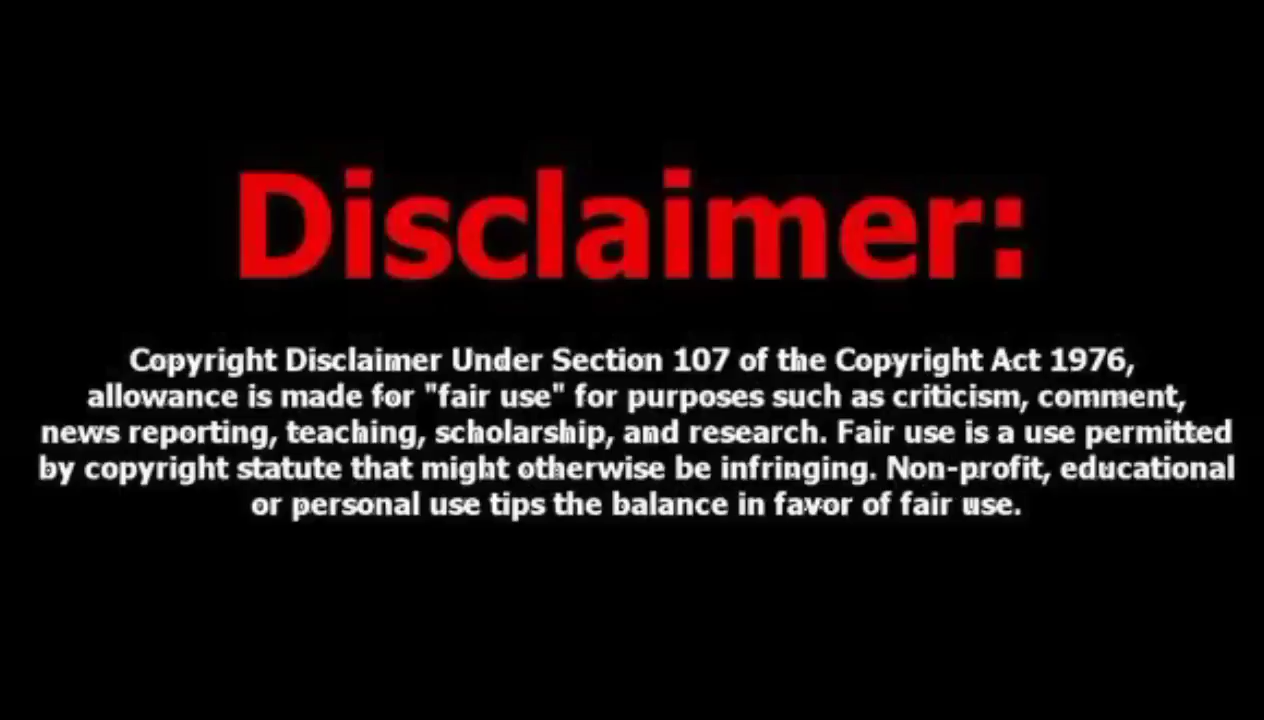 Disclaimer:
Copyright Disclaimer Under Section 107 of the Copyright Act 1976,
allowance is made for "fair use" for purposes such as criticism, comment,
news reporting, teaching, scholarship, and research. Fair use is a use permitted
by copyright statute that might otherwise be infringing. Non-profit, educational
or personal use tips the balance in favor of fair use.